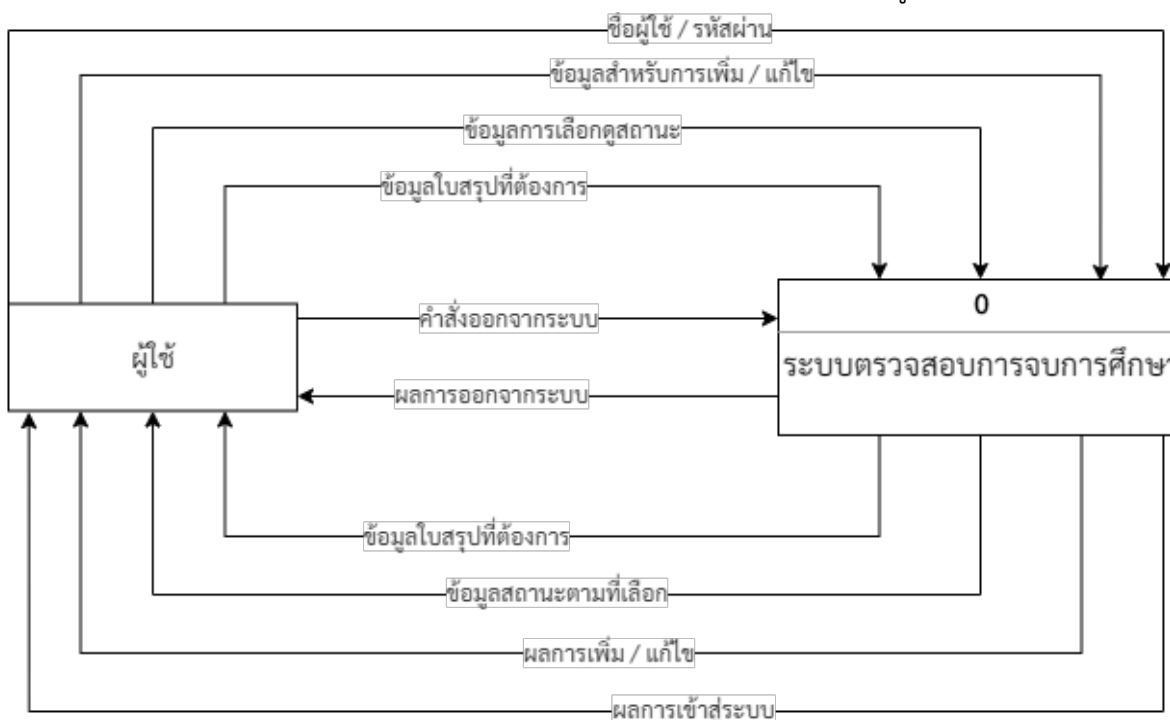 ชื่อผู้ใช้ / รหัสผ่าน
ข้อมูลสำหรับการเพิ่ม / แก้ไข
ข้อมูลการเลือกดูสถานะ
ข้อมูลใบสรุปที่ต้องการ
0
คำสั่งออกจากระบบ
ผู้ใช้
ระบบตรวจสอบการจบการศึกษา
ผลการออกจากระบบ
ข้อมูลใบสรุปที่ต้องการ
ข้อมูลสถานะตามที่เลือก
ผลการเพิ่ม / แก้ไข
ผลการเข้าสู่ระบบ